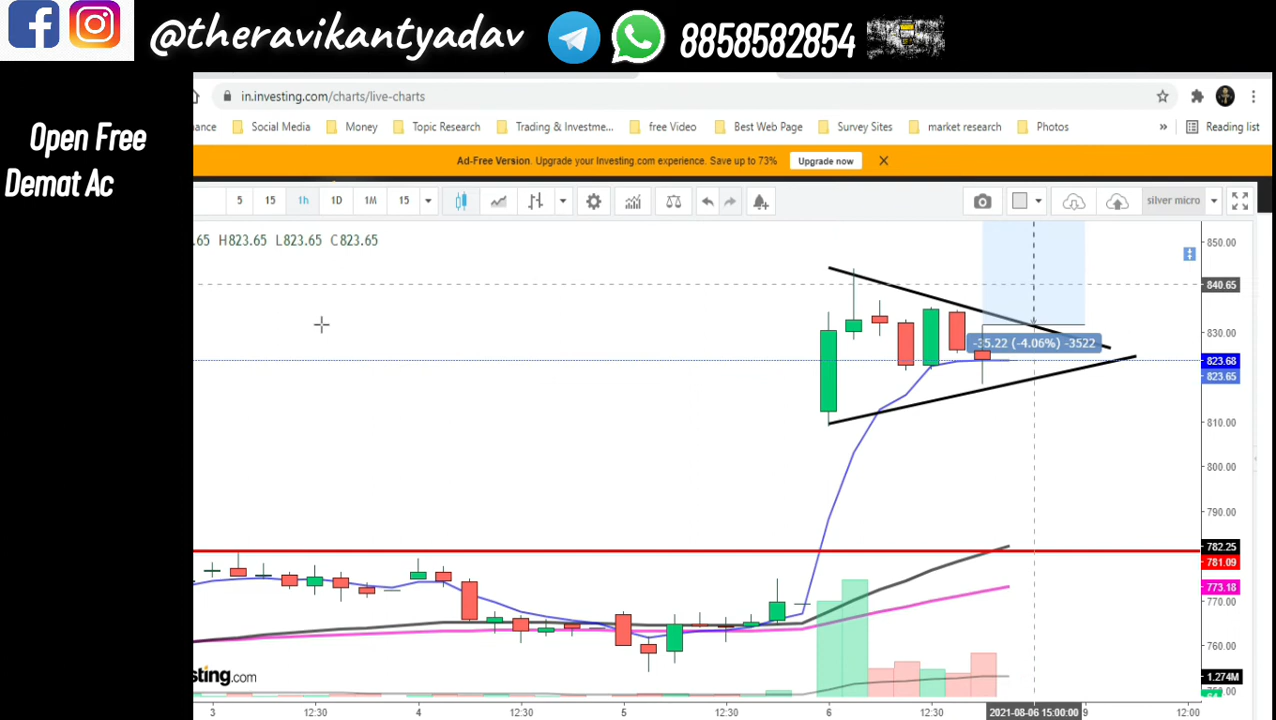 @theravikantyadav 8858582854
Open Free
Demat Ac
in.investing.com/charts/live-charts
nance Social Media Money Topic Research Trading & Investme... free Video Best Web Page Survey Sites market research Photos » Reading list
Ad-Free Version. Upgrade your Investing.com experience. Save up to 73% Upgrade now
5 15 1h 1D 1M 15 silver micro
.65 H823.65 L823.65 C823.65
850.00
840.65
830.00
-35.22 (-4.06%) -3522
823.68
823.65
810.00
800.00
790.00
782.25
781.09
773.18
770.00
760.00
esting.com
1.274M
3 12:30 4 12:30 5 12:30 6 12:30 2021-08-06 15:00:00 9 12:00